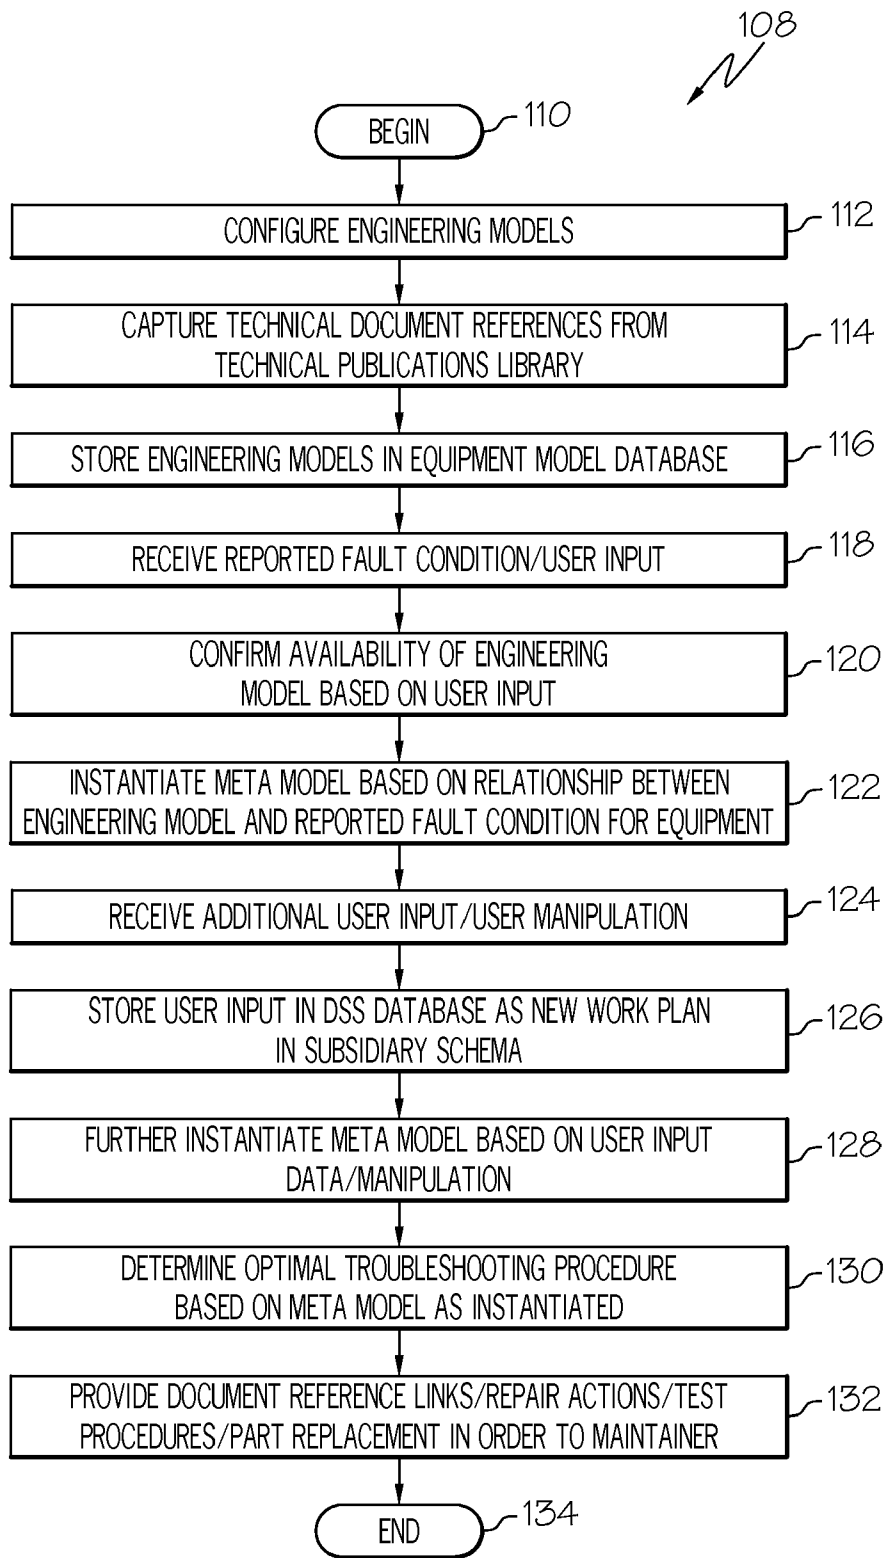 108
BEGIN
110
CONFIGURE ENGINEERING MODELS
112
CAPTURE TECHNICAL DOCUMENT REFERENCES FROM
TECHNICAL PUBLICATIONS LIBRARY
114
STORE ENGINEERING MODELS IN EQUIPMENT MODEL DATABASE
116
RECEIVE REPORTED FAULT CONDITION/USER INPUT
118
CONFIRM AVAILABILITY OF ENGINEERING
MODEL BASED ON USER INPUT
120
INSTANTIATE META MODEL BASED ON RELATIONSHIP BETWEEN
ENGINEERING MODEL AND REPORTED FAULT CONDITION FOR EQUIPMENT
122
RECEIVE ADDITIONAL USER INPUT/USER MANIPULATION
124
STORE USER INPUT IN DSS DATABASE AS NEW WORK PLAN
IN SUBSIDIARY SCHEMA
126
FURTHER INSTANTIATE META MODEL BASED ON USER INPUT
DATA/MANIPULATION
128
DETERMINE OPTIMAL TROUBLESHOOTING PROCEDURE
BASED ON META MODEL AS INSTANTIATED
130
PROVIDE DOCUMENT REFERENCE LINKS/REPAIR ACTIONS/TEST
PROCEDURES/PART REPLACEMENT IN ORDER TO MAINTAINER
132
END
134